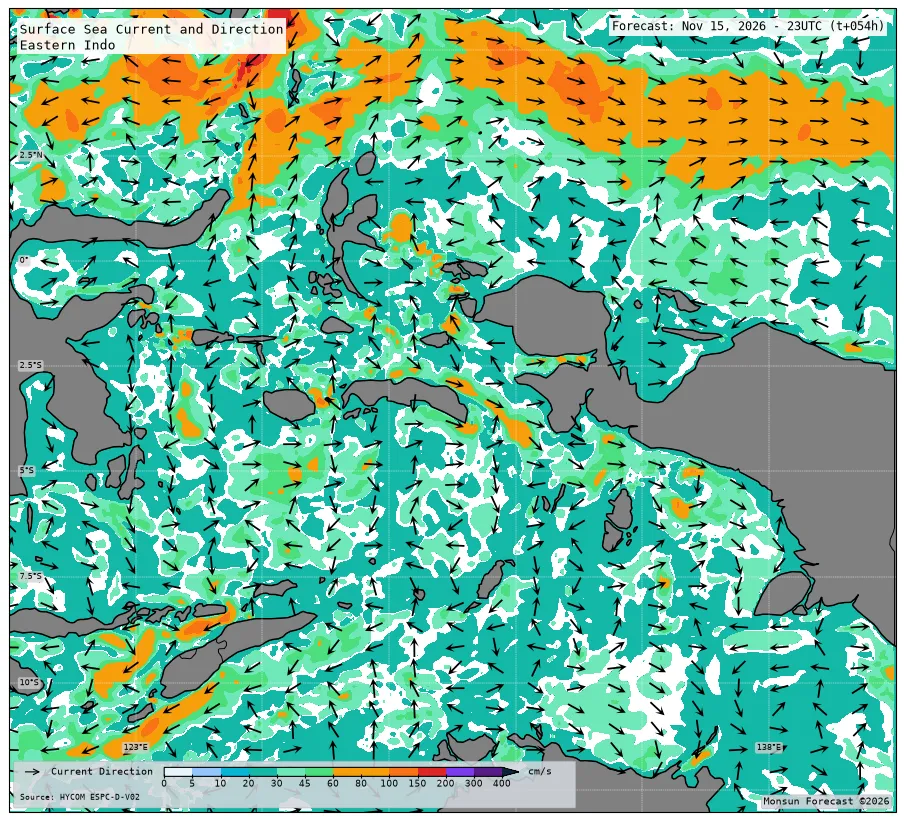 Surface Sea Current and Direction
Eastern Indo
Forecast: Nov 15, 2026 - 23UTC (t+054h)
2.5°N
0°
2.5°S
5°S
7.5°S
10°S
123°E
138°E
Current Direction
0 5 10 20 30 45 60 80 100 150 200 300 400 cm/s
Source: HYCOM ESPC-D-V02
Monsun Forecast ©2026